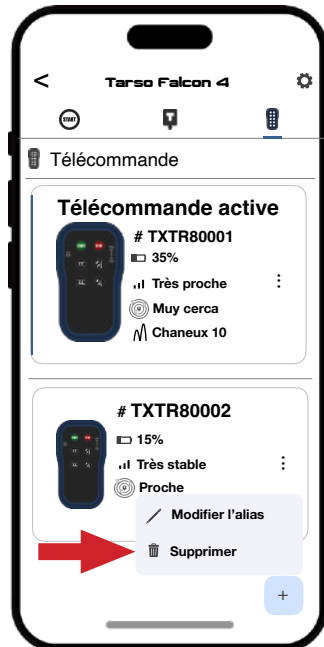 <
Tarso Falcon 4
START
T
Télécommande
Télécommande active
# TXTR80001
35%
Très proche
Muy cerca
Chaneux 10
# TXTR80002
15%
Très stable
Proche
Modifier l'alias
Supprimer
+